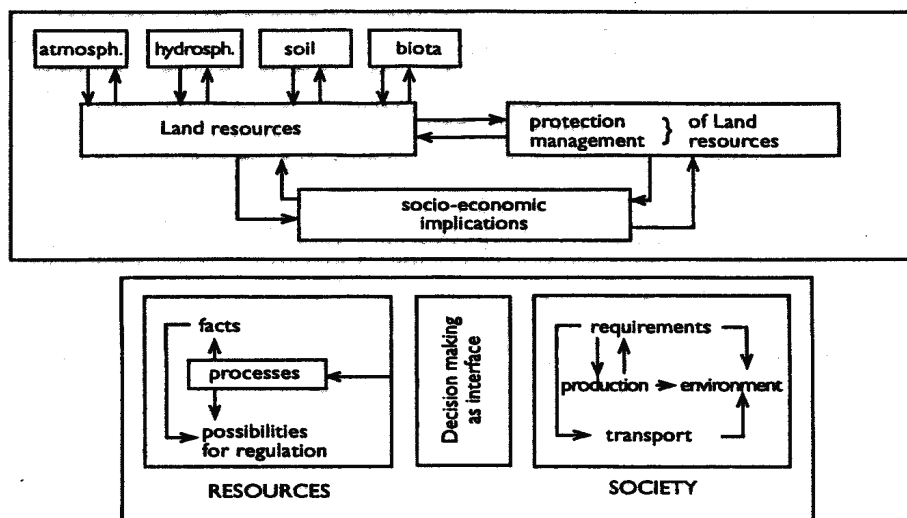 atmosph.
hydrosph.
soil
biota
Land resources
protection
management
} of Land
resources
socio-economic
implications
facts
processes
possibilities
for regulation
RESOURCES
Decision making
as interface
requirements
production
environment
transport
SOCIETY